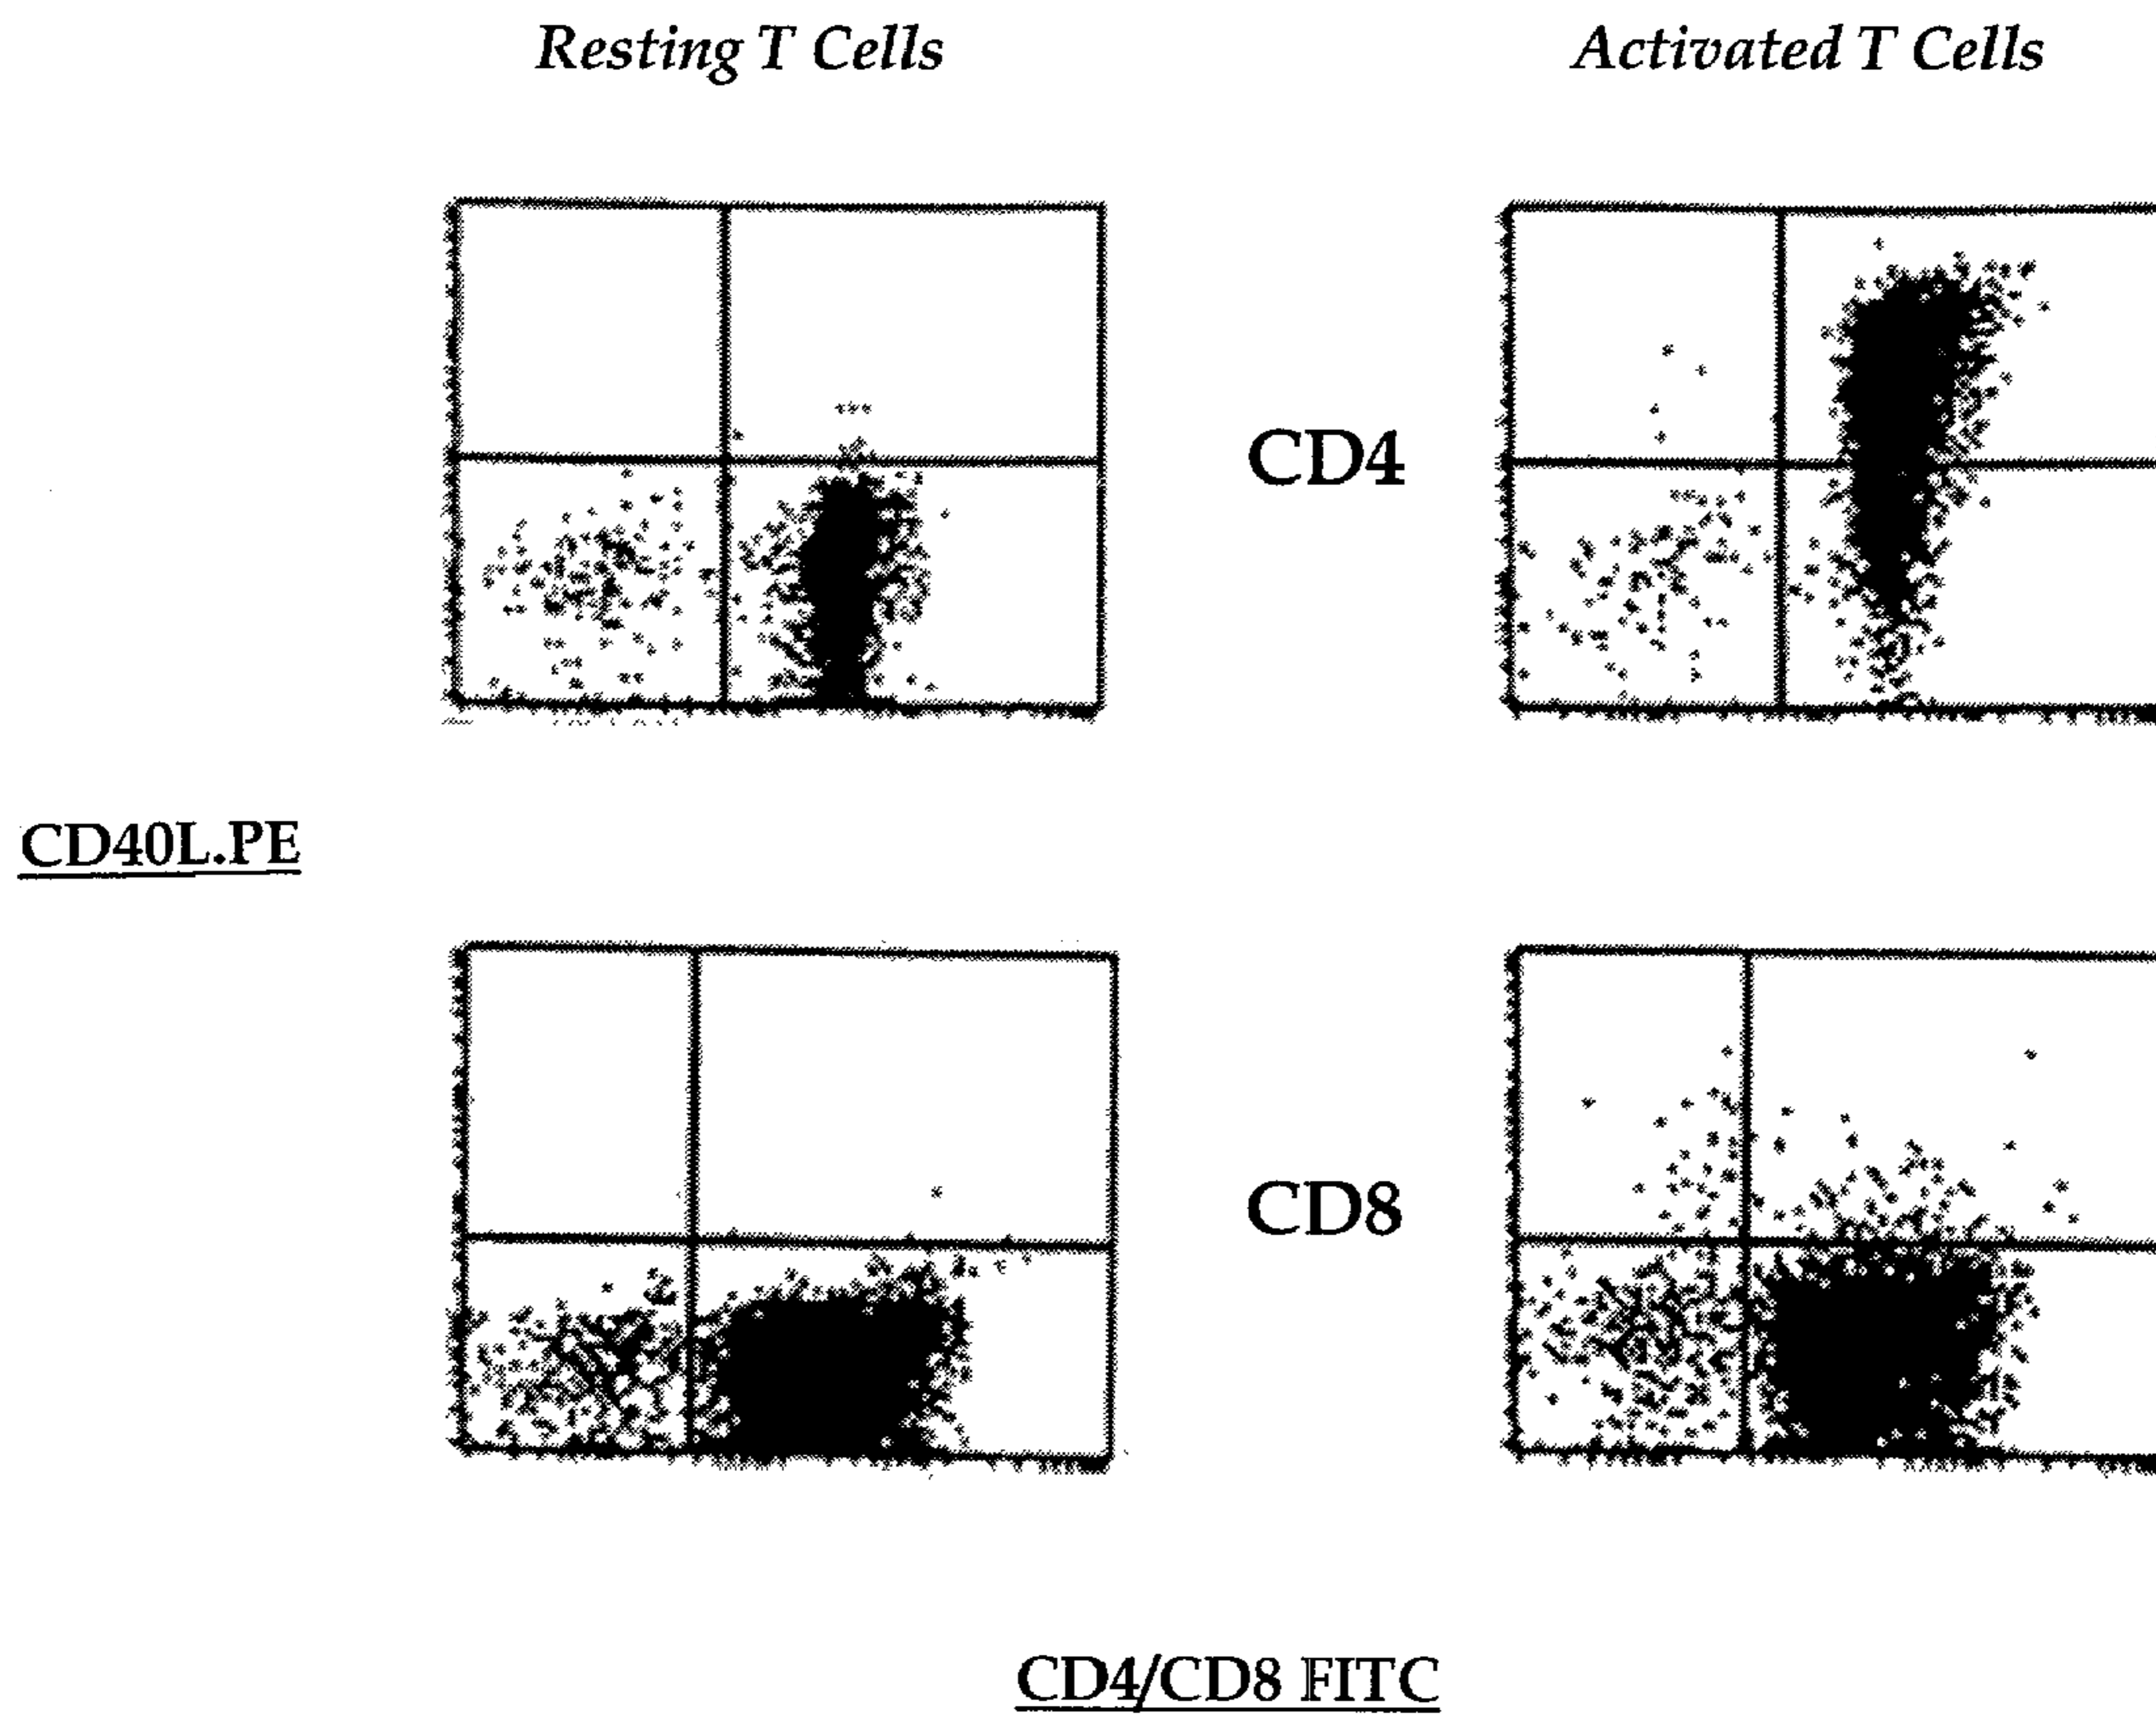 Resting T Cells
Activated T Cells
CD4
CD40L.PE
CD8
CD4/CD8 FITC